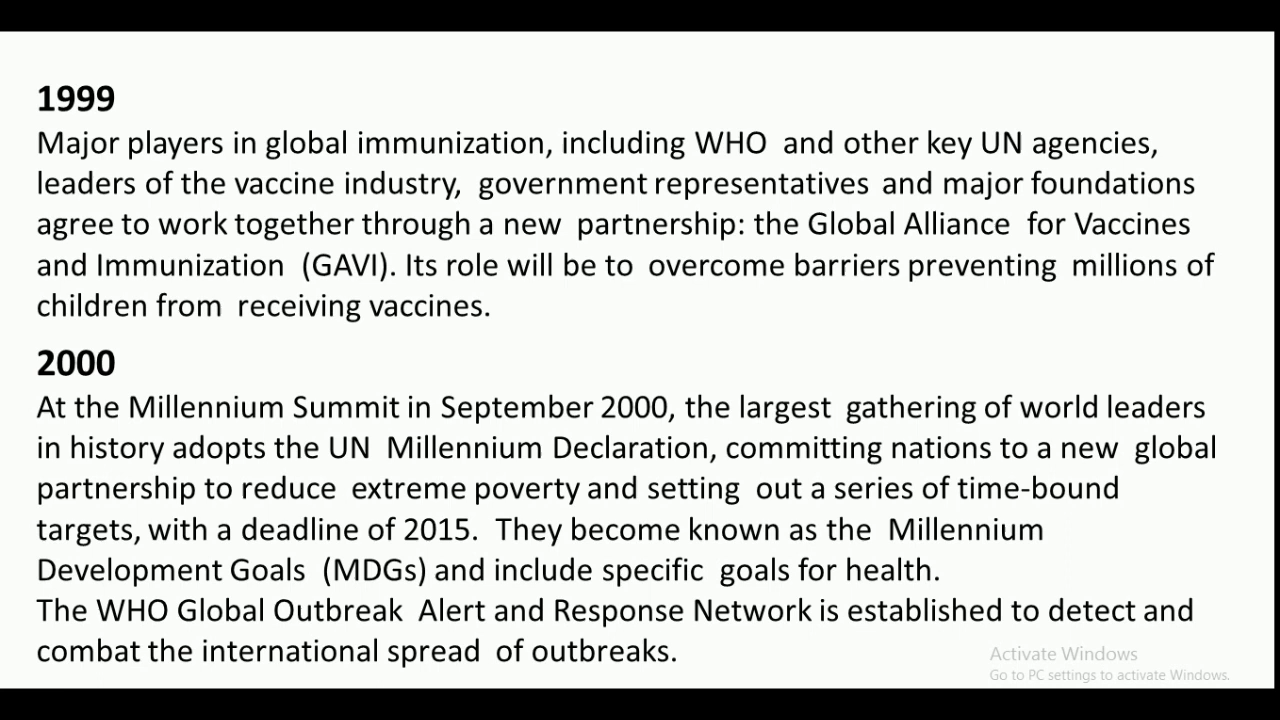 1999
Major players in global immunization, including WHO and other key UN agencies,
leaders of the vaccine industry, government representatives and major foundations
agree to work together through a new partnership: the Global Alliance for Vaccines
and Immunization (GAVI). Its role will be to overcome barriers preventing millions of
children from receiving vaccines.
2000
At the Millennium Summit in September 2000, the largest gathering of world leaders
in history adopts the UN Millennium Declaration, committing nations to a new global
partnership to reduce extreme poverty and setting out a series of time-bound
targets, with a deadline of 2015. They become known as the Millennium
Development Goals (MDGs) and include specific goals for health.
The WHO Global Outbreak Alert and Response Network is established to detect and
combat the international spread of outbreaks.
Activate Windows
Go to PC settings to activate Windows.